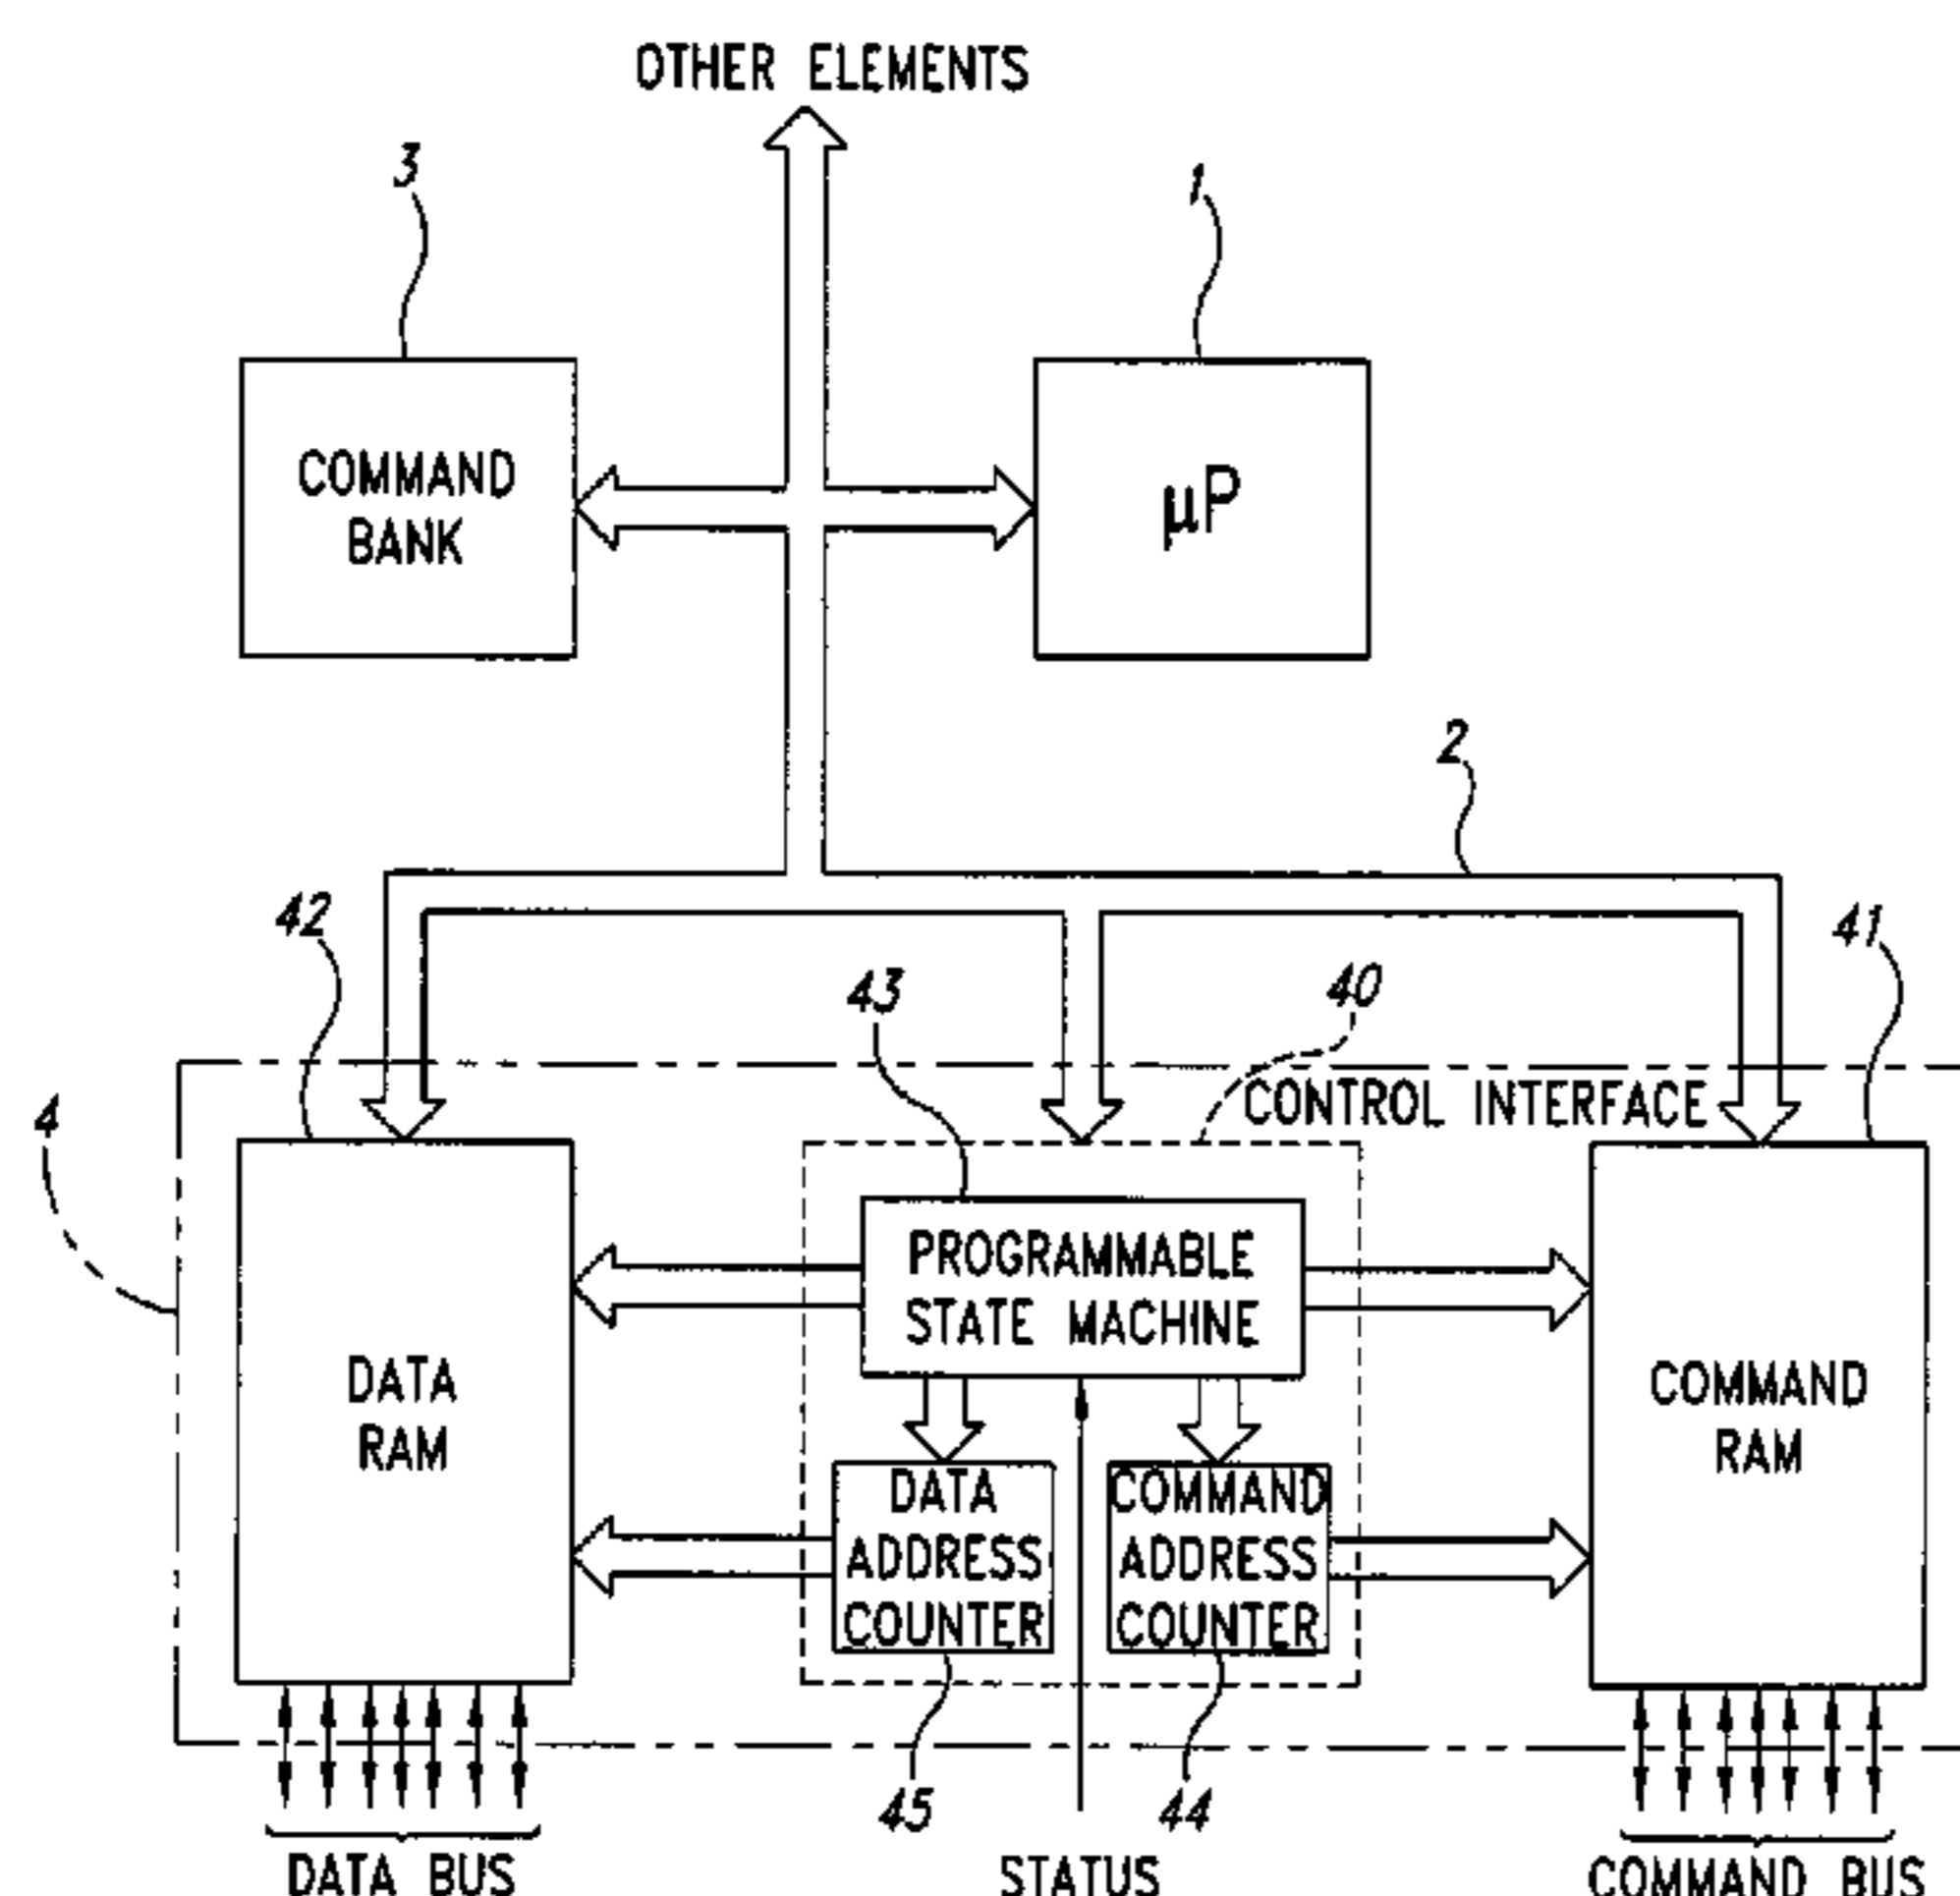 OTHER ELEMENTS
3
1
COMMAND
BANK
µP
2
42
41
43
40
4
CONTROL INTERFACE
PROGRAMMABLE
STATE MACHINE
DATA
RAM
COMMAND
RAM
DATA
ADDRESS
COUNTER
COMMAND
ADDRESS
COUNTER
45
44
DATA BUS
STATUS
COMMAND BUS